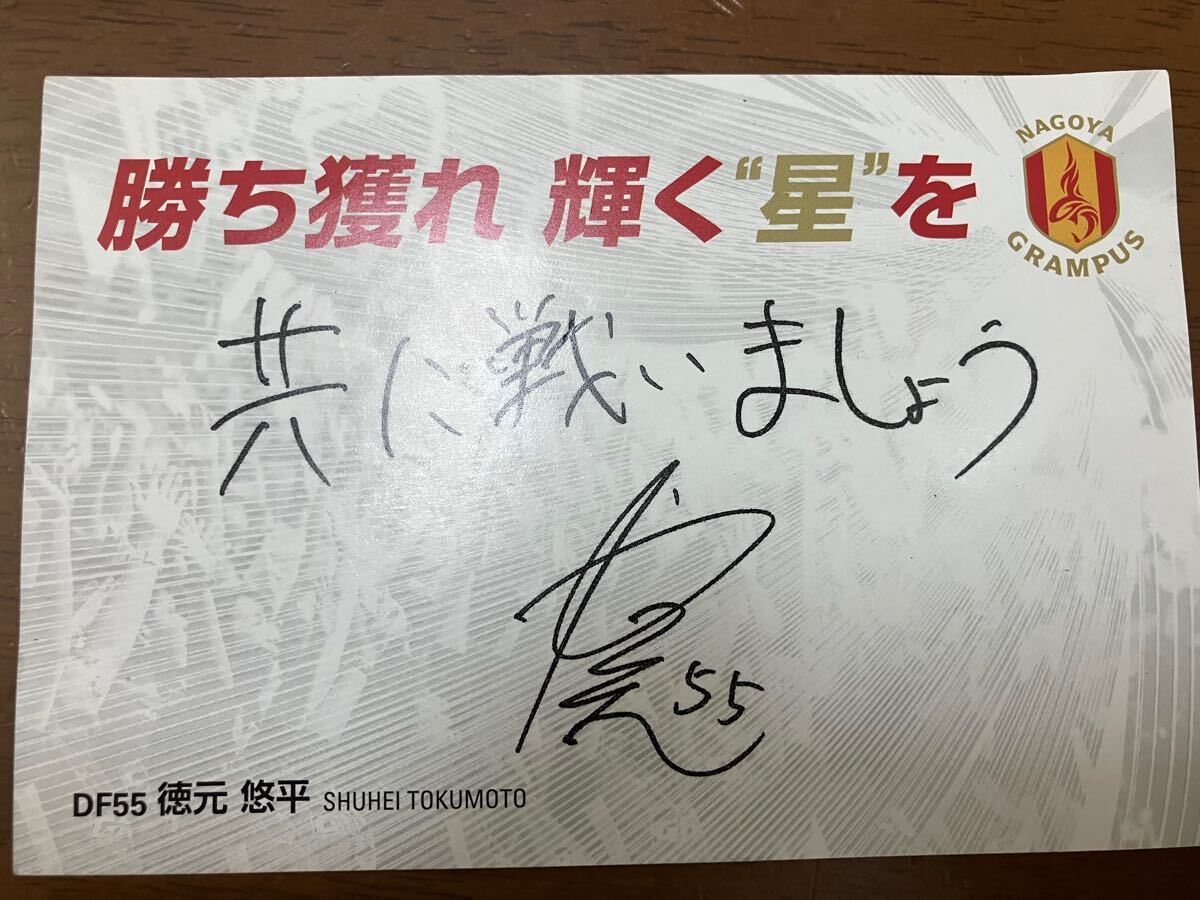 勝ち獲れ 輝く“星”を
NAGOYA
GRAMPUS
共に戦いましょう
55
DF55 徳元 悠平 SHUHEI TOKUMOTO